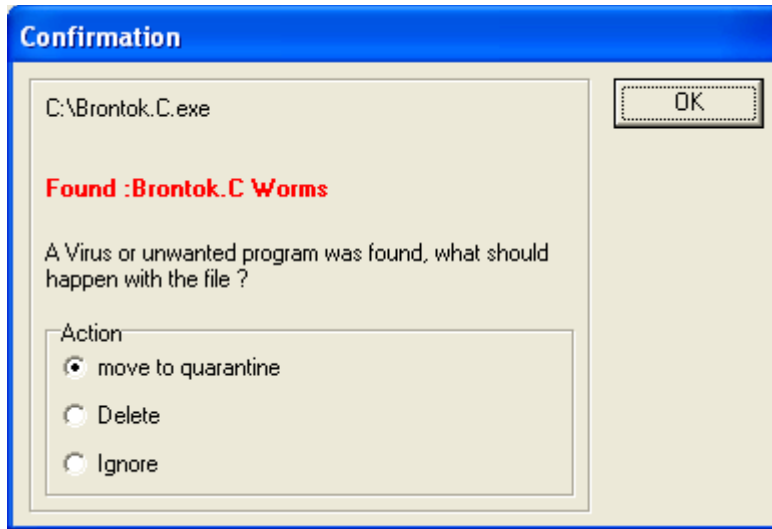 Confirmation
C:\Brontok.C.exe
OK
Found :Brontok.C Worms
A Virus or unwanted program was found, what should
happen with the file ?
Action
move to quarantine
Delete
Ignore